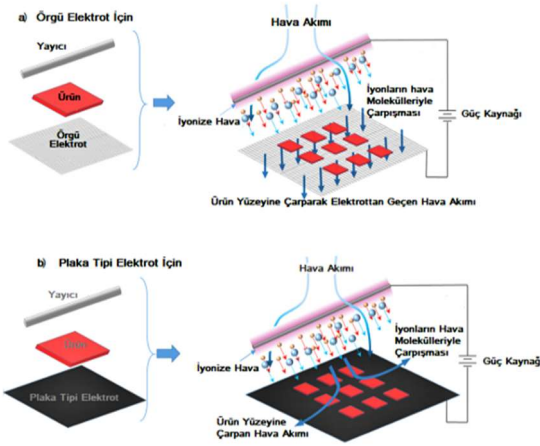 a) Örgü Elektrot İçin
Yayıcı
Ürün
Örgü
Elektrot
Hava Akımı
İyonize Hava
İyonların hava
Molekülleriyle
Çarpışması
Güç Kaynağı
Ürün Yüzeyine Çarparak Elektrottan Geçen Hava Akımı
b) Plaka Tipi Elektrot İçin
Yayıcı
Ürün
Plaka Tipi Elektrot
Hava Akımı
İyonize Hava
İyonların Hava
Molekülleriyle
Çarpışması
Güç Kaynağı
Ürün Yüzeyine
Çarpan Hava Akımı